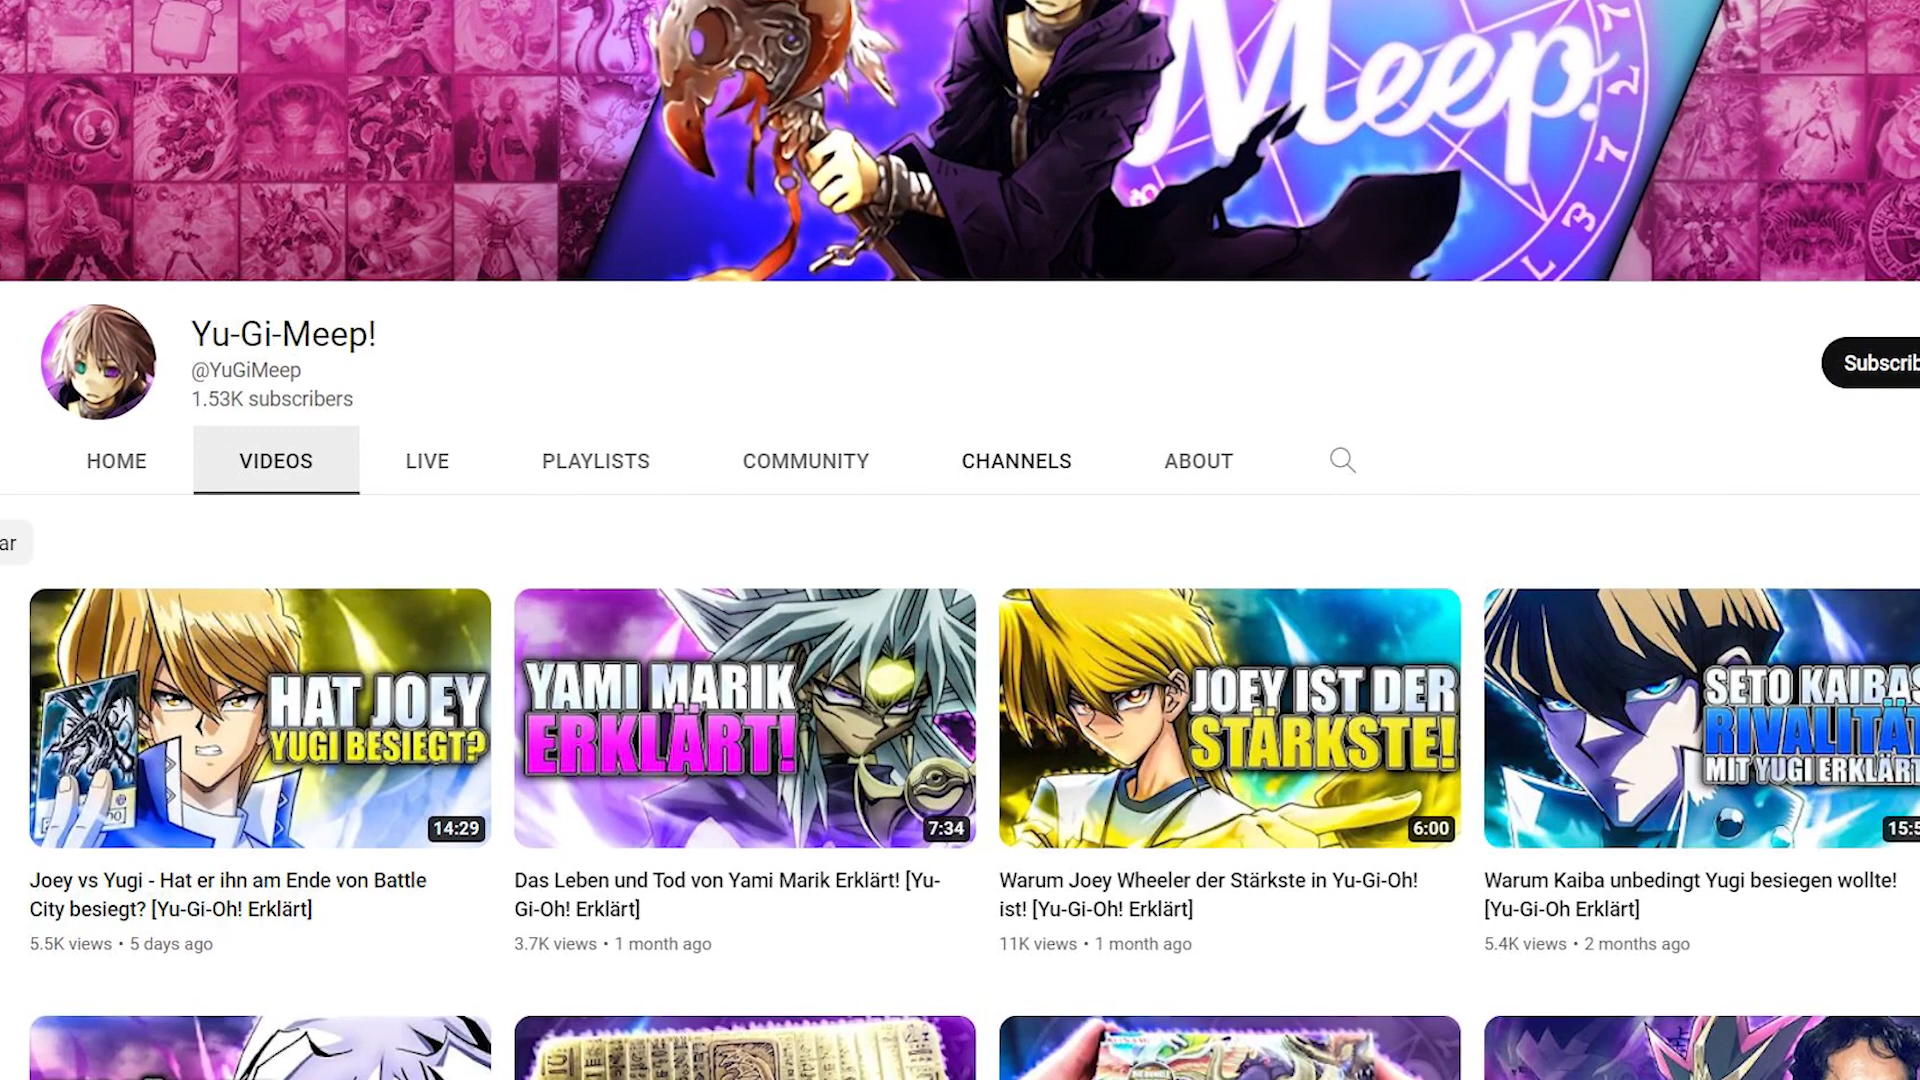 Meep.
Yu-Gi-Meep!
@YuGiMeep
1.53K subscribers
Subscrib
HOME VIDEOS LIVE PLAYLISTS COMMUNITY CHANNELS ABOUT
ar
HAT JOEY
YUGI BESIEGT?
14:29
YAMI MARIK
ERKLÄRT!
7:34
JOEY IST DER
STÄRKSTE!
6:00
SETO KAIBAS
RIVALITÄT
MIT YUGI ERKLÄRT
15:5
Joey vs Yugi - Hat er ihn am Ende von Battle
City besiegt? [Yu-Gi-Oh! Erklärt]
5.5K views • 5 days ago
Das Leben und Tod von Yami Marik Erklärt! [Yu-
Gi-Oh! Erklärt]
3.7K views • 1 month ago
Warum Joey Wheeler der Stärkste in Yu-Gi-Oh!
ist! [Yu-Gi-Oh! Erklärt]
11K views • 1 month ago
Warum Kaiba unbedingt Yugi besiegen wollte!
[Yu-Gi-Oh Erklärt]
5.4K views • 2 months ago